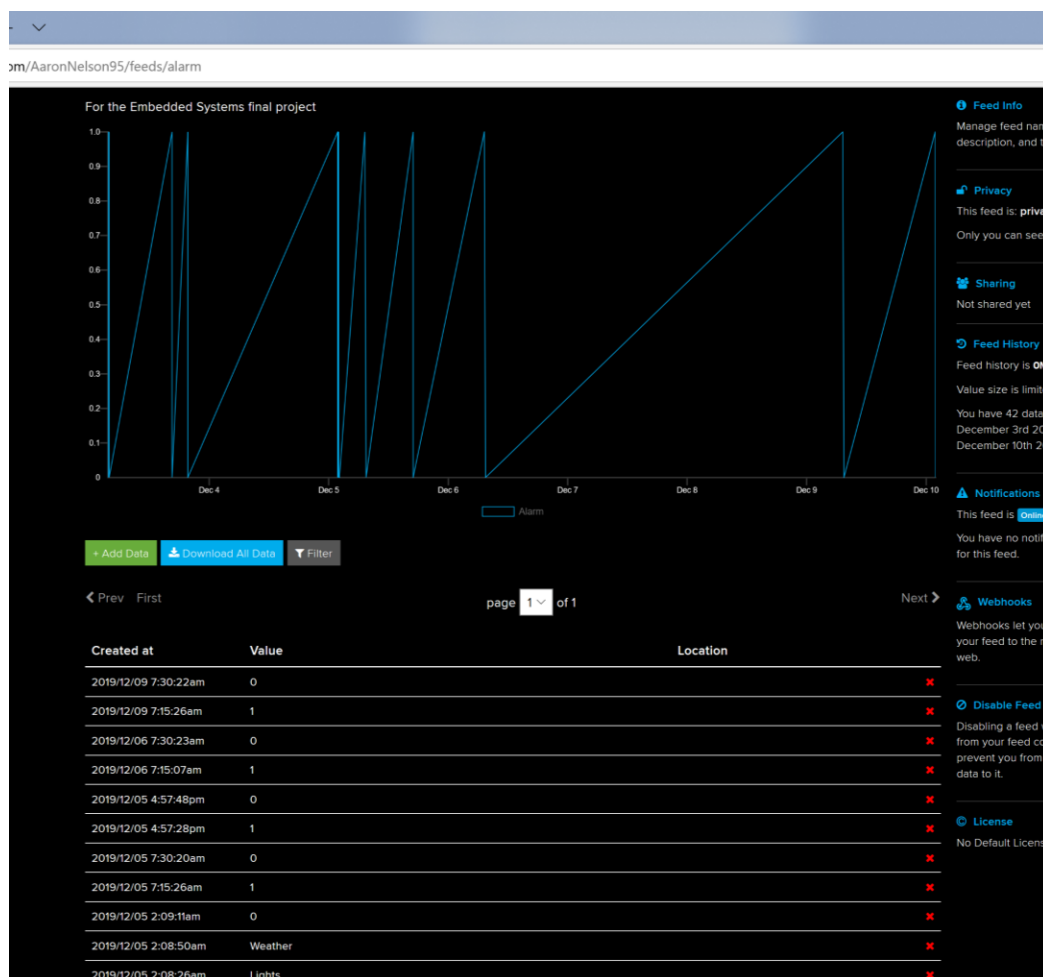 om/AaronNelson95/feeds/alarm
For the Embedded Systems final project
1.0
0.9
0.8
0.7
0.6
0.5
0.4
0.3
0.2
0.1
0
Dec 4 Dec 5 Dec 6 Dec 7 Dec 8 Dec 9 Dec 10
Alarm
+ Add Data Download All Data Filter
Prev First page 1 of 1 Next
Created at Value Location
2019/12/09 7:30:22am 0
2019/12/09 7:15:26am 1
2019/12/06 7:30:23am 0
2019/12/06 7:15:07am 1
2019/12/05 4:57:48pm 0
2019/12/05 4:57:28pm 1
2019/12/05 7:30:20am 0
2019/12/05 7:15:26am 1
2019/12/05 2:09:11am 0
2019/12/05 2:08:50am Weather
2019/12/05 2:08:26am Lights
Feed Info
Manage feed nam
description, and t
Privacy
This feed is: priva
Only you can see
Sharing
Not shared yet
Feed History
Feed history is ON
Value size is limit
You have 42 data
December 3rd 20
December 10th 2
Notifications
This feed is Online
You have no notif
for this feed.
Webhooks
Webhooks let you
your feed to the
web.
Disable Feed
Disabling a feed
from your feed co
prevent you from
data to it.
License
No Default Licens